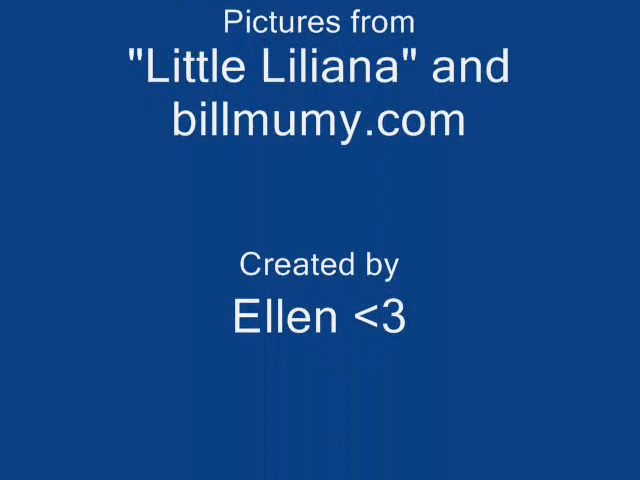 Pictures from
"Little Liliana" and
billmumy.com
Created by
Ellen <3